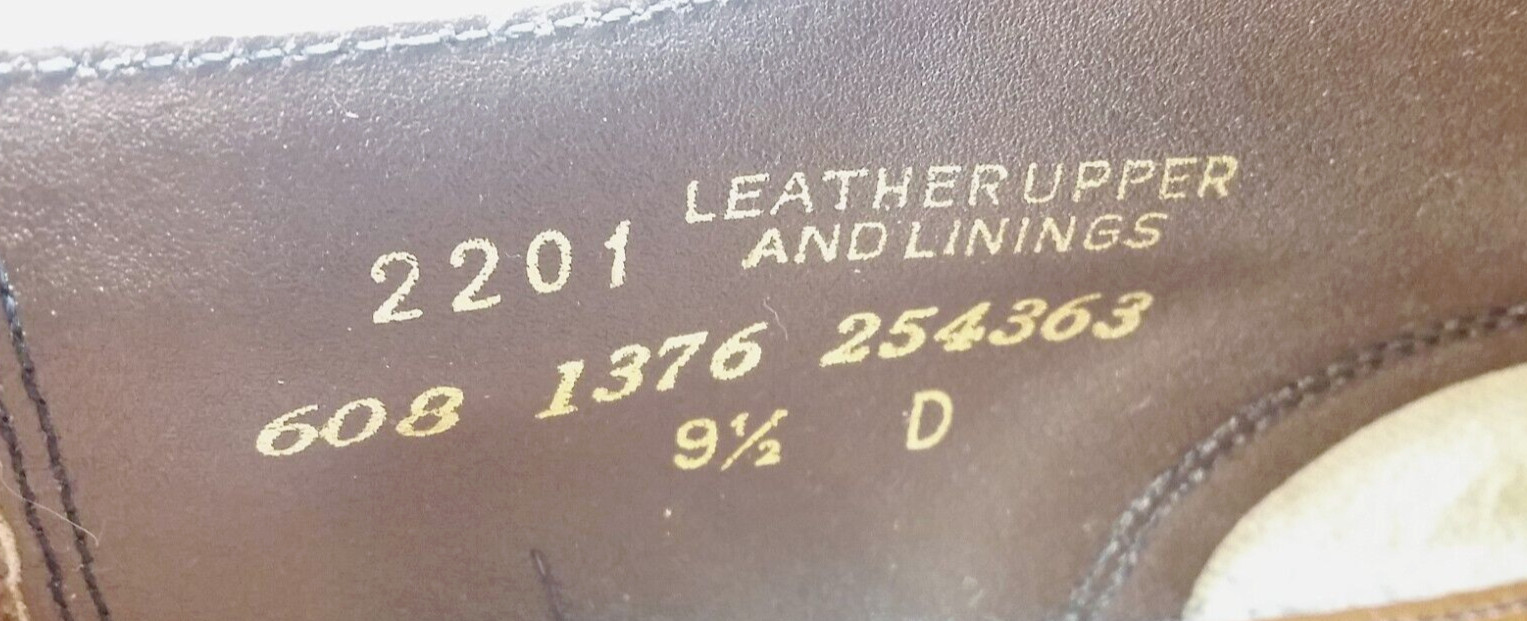 2201 LEATHER UPPER
AND LININGS
608 1376 254363
9½ D